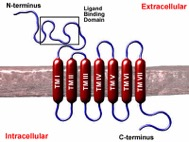 N-terminus
Extracellular
Ligand
Binding
Domain
TM I
TM II
TM III
TM IV
TM V
TM VI
TM VII
Intracellular
C-terminus